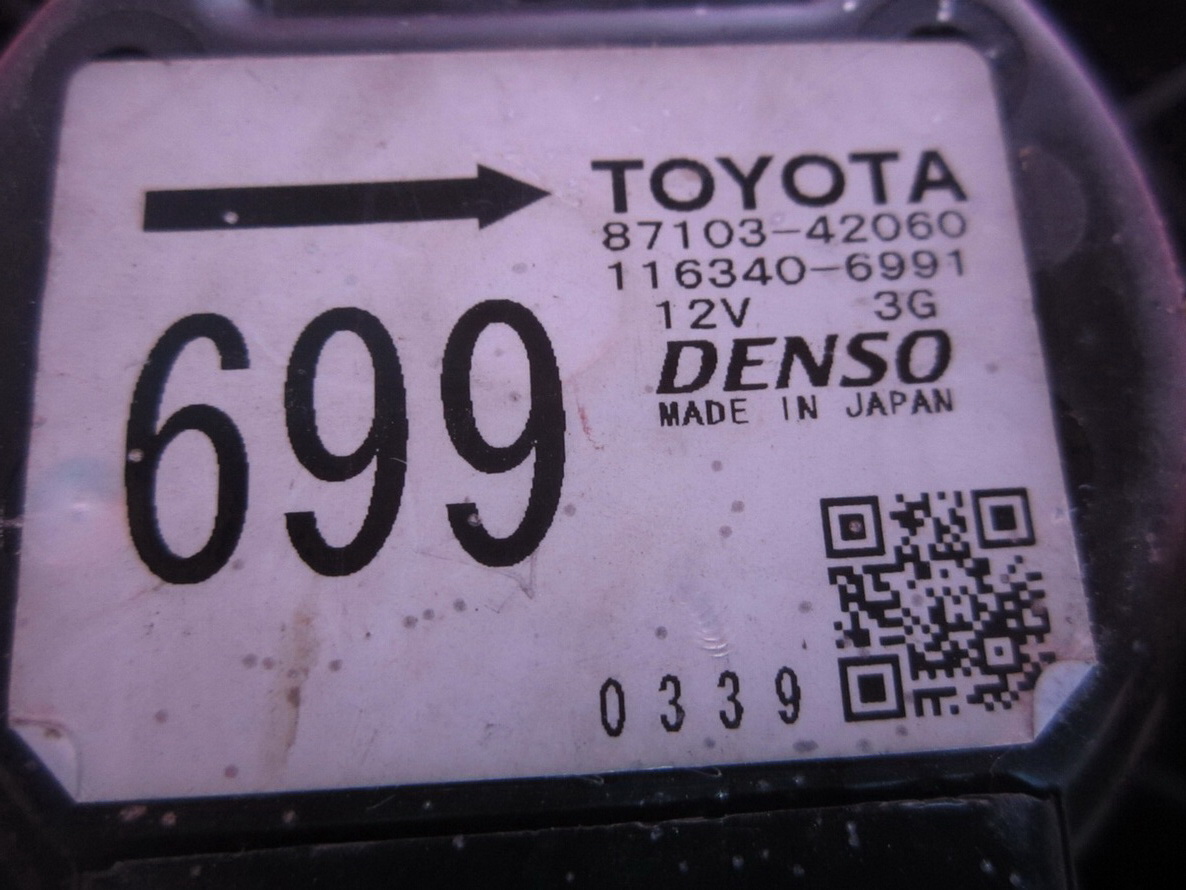 TOYOTA
87103-42060
116340-6991
12V 3G
DENSO
MADE IN JAPAN
699
0339